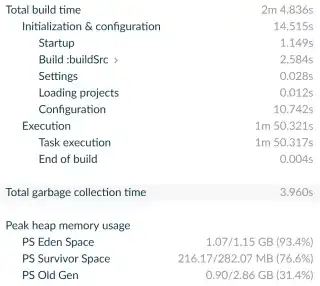 Total build time 2m 4.836s
Initialization & configuration 14.515s
Startup 1.149s
Build :buildSrc > 2.584s
Settings 0.028s
Loading projects 0.012s
Configuration 10.742s
Execution 1m 50.321s
Task execution 1m 50.317s
End of build 0.004s
Total garbage collection time 3.960s
Peak heap memory usage
PS Eden Space 1.07/1.15 GB (93.4%)
PS Survivor Space 216.17/282.07 MB (76.6%)
PS Old Gen 0.90/2.86 GB (31.4%)